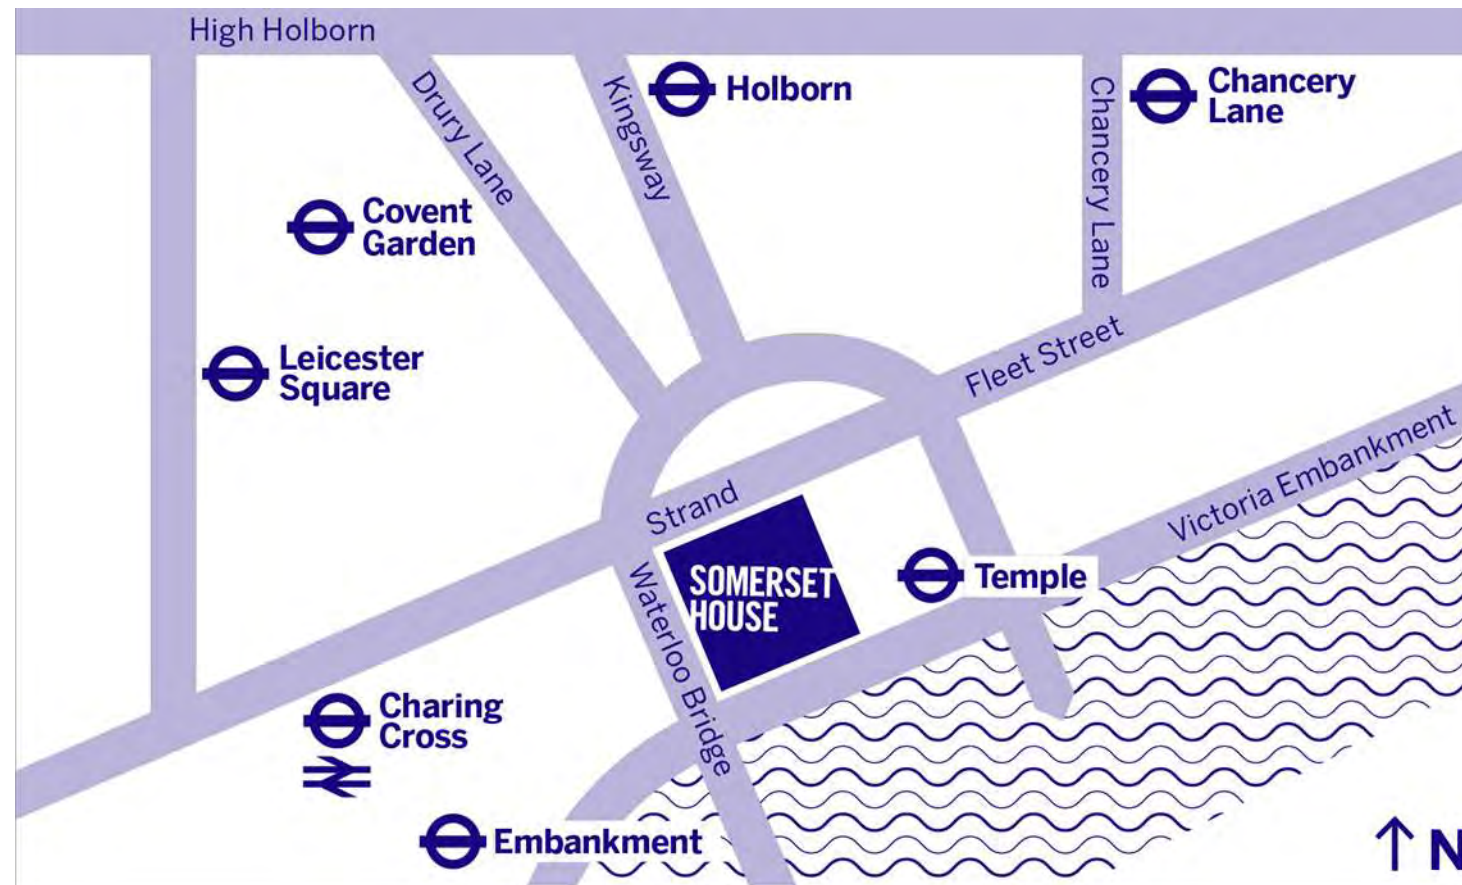 High Holborn
Drury Lane
Kingsway
Holborn
Chancery Lane
Chancery
Lane
Covent
Garden
Leicester
Square
Fleet Street
Strand
Victoria Embankment
SOMERSET
HOUSE
Temple
Waterloo Bridge
Charing
Cross
Embankment
N